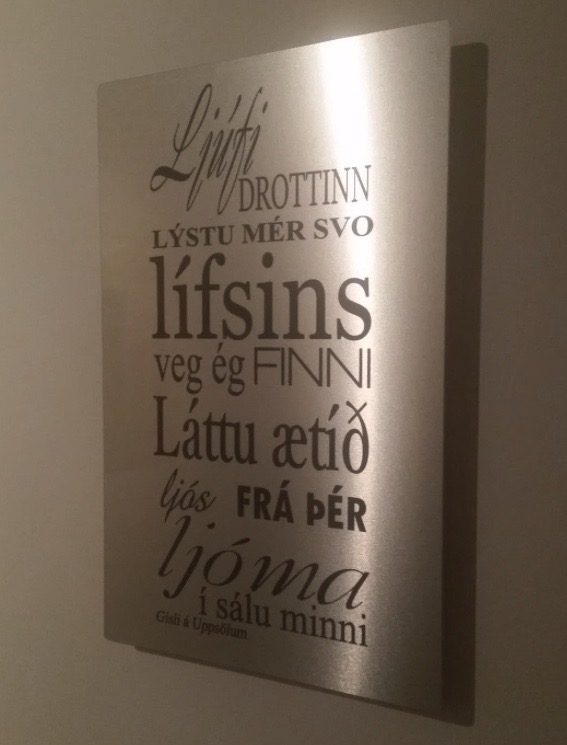 Ljúfi
DROTTINN
LÝSTU MÉR SVO
lífsins
veg ég FINNI
Láttu ætíð
ljós FRÁ ÞÉR
ljóma
í sálu minni
Gísli á Uppsölum